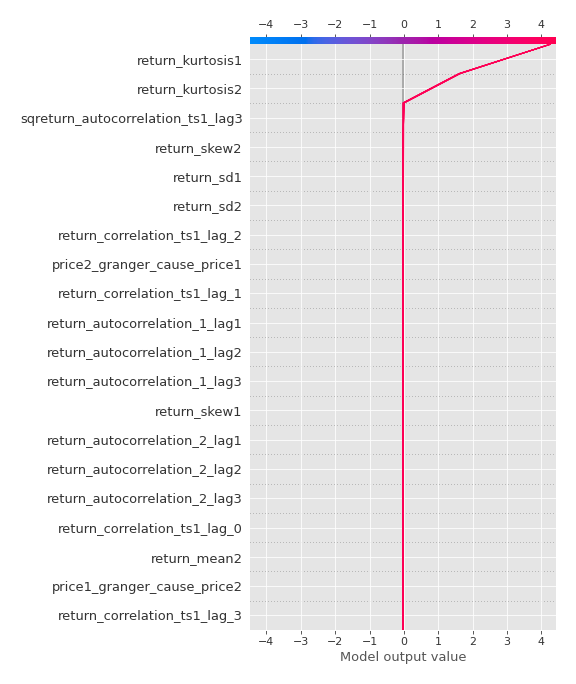 −4 −3 −2 −1 0 1 2 3 4
return_kurtosis1
return_kurtosis2
sqreturn_autocorrelation_ts1_lag3
return_skew2
return_sd1
return_sd2
return_correlation_ts1_lag_2
price2_granger_cause_price1
return_correlation_ts1_lag_1
return_autocorrelation_1_lag1
return_autocorrelation_1_lag2
return_autocorrelation_1_lag3
return_skew1
return_autocorrelation_2_lag1
return_autocorrelation_2_lag2
return_autocorrelation_2_lag3
return_correlation_ts1_lag_0
return_mean2
price1_granger_cause_price2
return_correlation_ts1_lag_3
−4 −3 −2 −1 0 1 2 3 4
Model output value